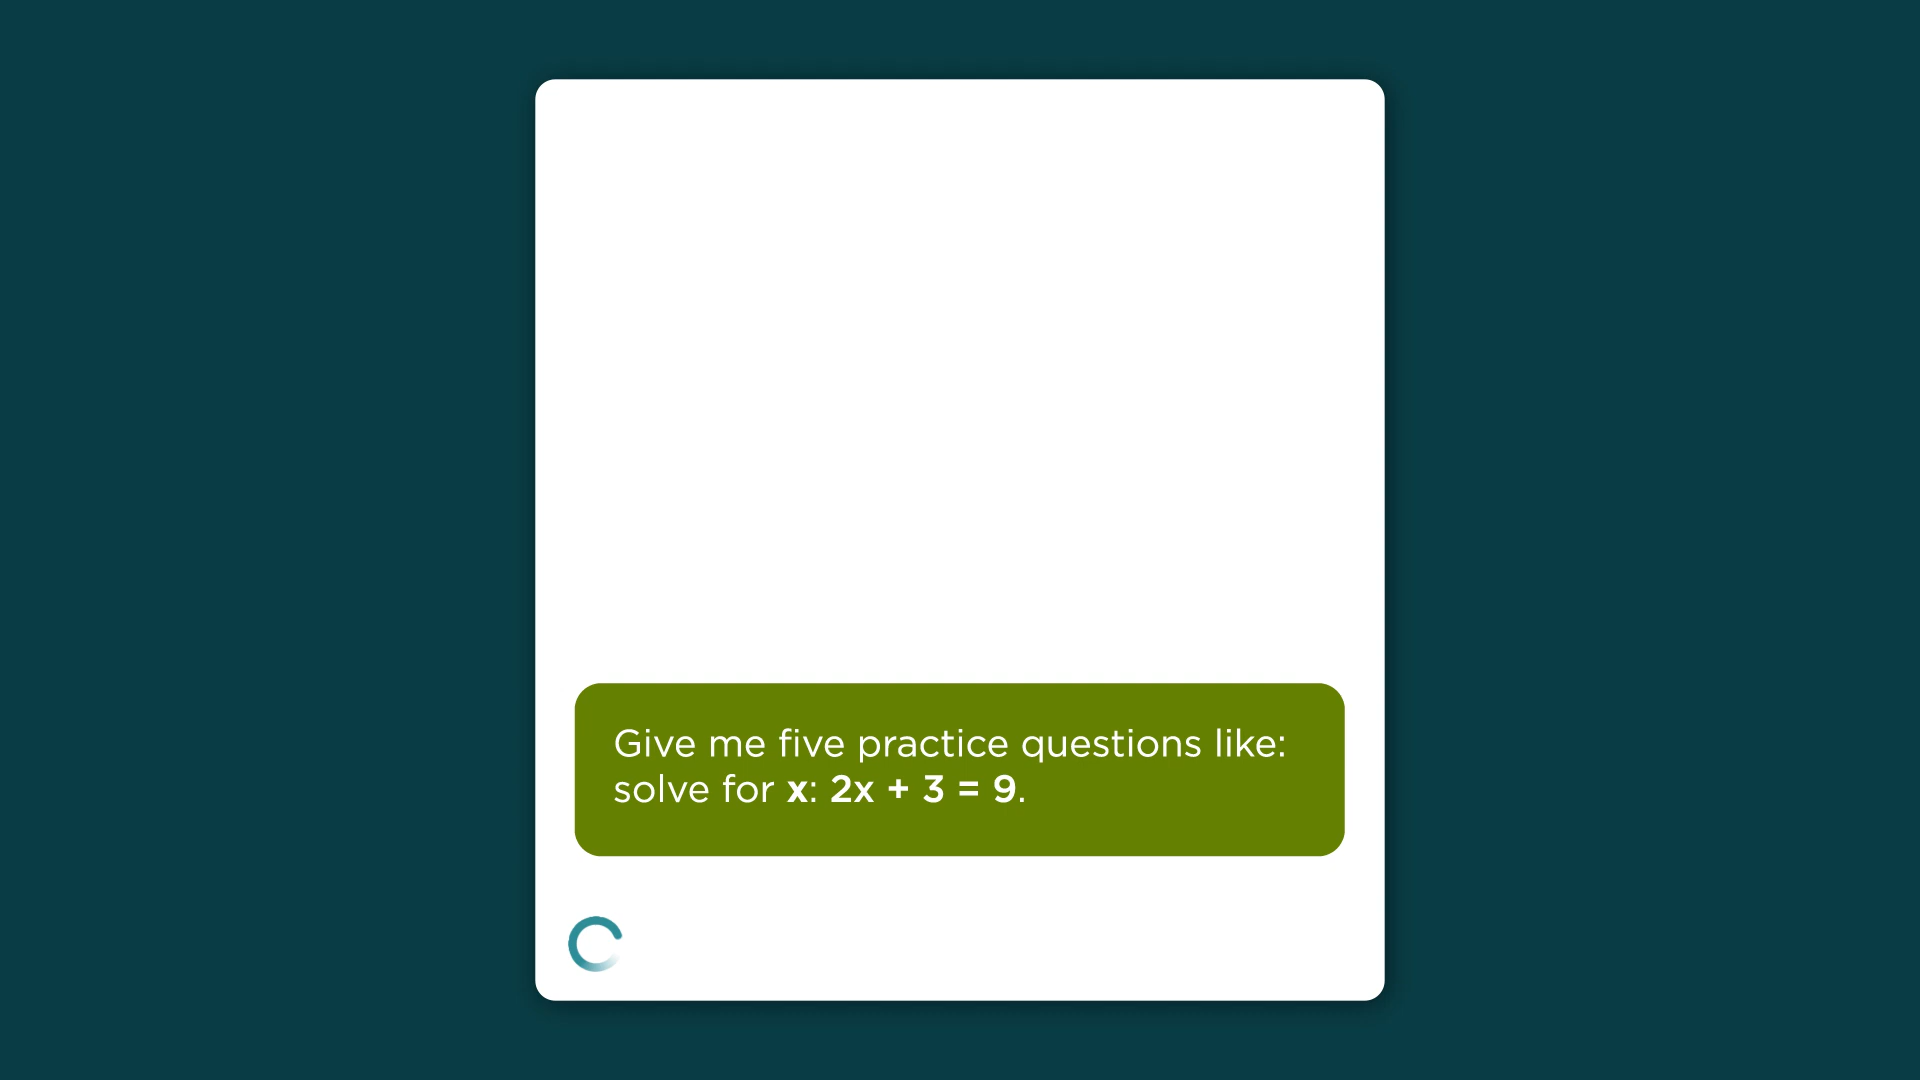 Give me five practice questions like:
solve for x: 2x + 3 = 9.